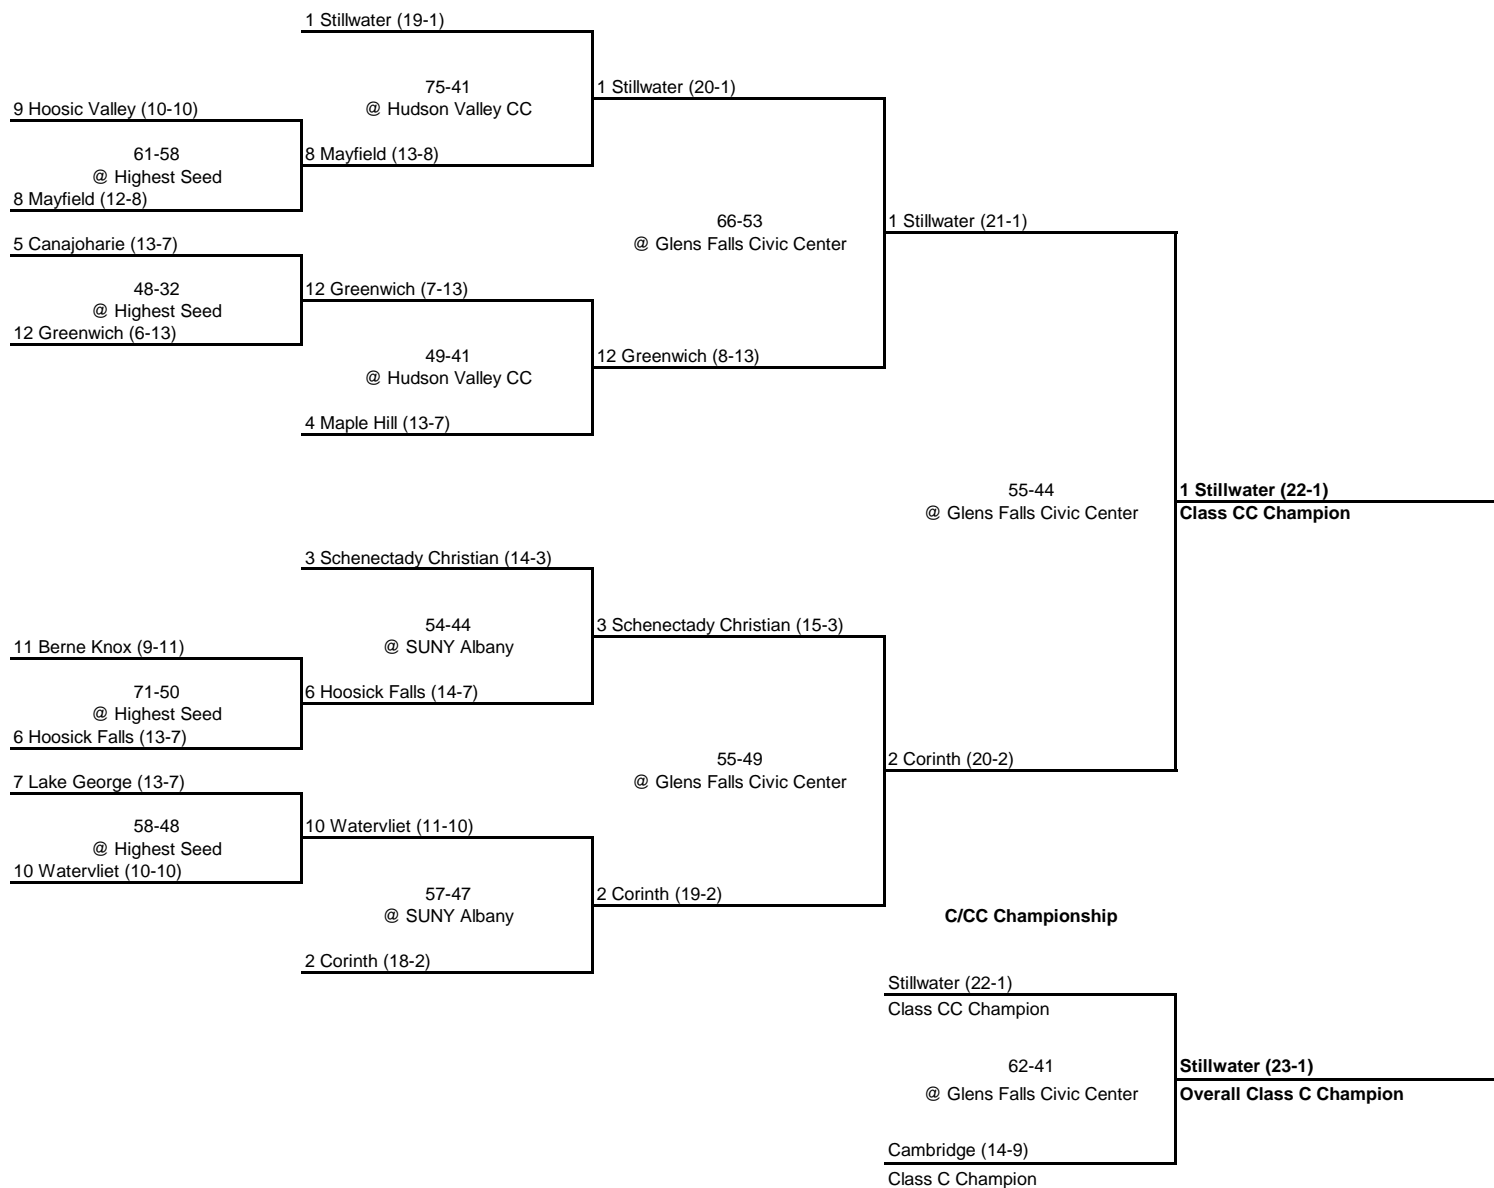 1 Stillwater (19-1)
75-41
@ Hudson Valley CC
1 Stillwater (20-1)
9 Hoosic Valley (10-10)
61-58
@ Highest Seed
8 Mayfield (13-8)
8 Mayfield (12-8)
66-53
@ Glens Falls Civic Center
1 Stillwater (21-1)
5 Canajoharie (13-7)
48-32
@ Highest Seed
12 Greenwich (7-13)
12 Greenwich (6-13)
49-41
@ Hudson Valley CC
12 Greenwich (8-13)
4 Maple Hill (13-7)
55-44
@ Glens Falls Civic Center
1 Stillwater (22-1)
Class CC Champion
3 Schenectady Christian (14-3)
54-44
@ SUNY Albany
3 Schenectady Christian (15-3)
11 Berne Knox (9-11)
71-50
@ Highest Seed
6 Hoosick Falls (14-7)
6 Hoosick Falls (13-7)
55-49
@ Glens Falls Civic Center
2 Corinth (20-2)
7 Lake George (13-7)
58-48
@ Highest Seed
10 Watervliet (11-10)
10 Watervliet (10-10)
57-47
@ SUNY Albany
2 Corinth (19-2)
2 Corinth (18-2)
C/CC Championship
Stillwater (22-1)
Class CC Champion
62-41
@ Glens Falls Civic Center
Stillwater (23-1)
Overall Class C Champion
Cambridge (14-9)
Class C Champion